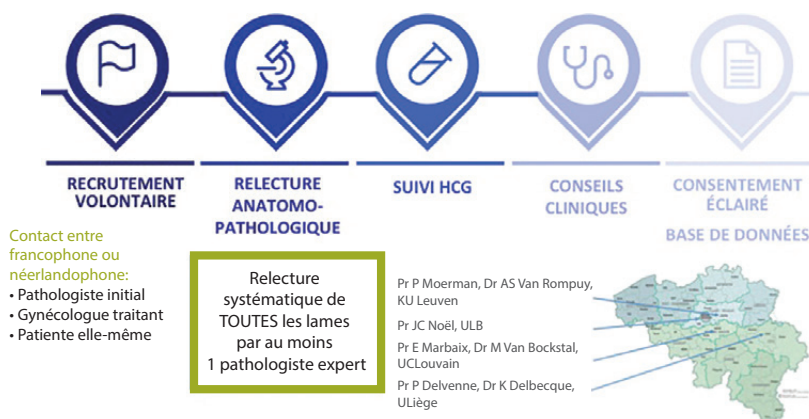 RECRUTEMENT
VOLONTAIRE
RELECTURE
ANATOMO-
PATHOLOGIQUE
SUIVI HCG
CONSEILS
CLINIQUES
CONSENTEMENT
ÉCLAIRÉ
BASE DE DONNÉES
Contact entre
francophone ou
néerlandophone:
• Pathologiste initial
• Gynécologue traitant
• Patiente elle-même
Relecture
systématique de
TOUTES les lames
par au moins
1 pathologiste expert
Pr P Moerman, Dr AS Van Rompuy,
KU Leuven
Pr JC Noël, ULB
Pr E Marbaix, Dr M Van Bockstal,
UCLouvain
Pr P Delvenne, Dr K Delbecque,
ULiège